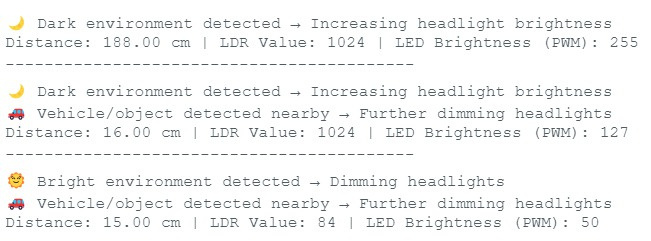 🌙 Dark environment detected → Increasing headlight brightness
Distance: 188.00 cm | LDR Value: 1024 | LED Brightness (PWM): 255
------------------------------------------
🌙 Dark environment detected → Increasing headlight brightness
🚗 Vehicle/object detected nearby → Further dimming headlights
Distance: 16.00 cm | LDR Value: 1024 | LED Brightness (PWM): 127
------------------------------------------
🌞 Bright environment detected → Dimming headlights
🚗 Vehicle/object detected nearby → Further dimming headlights
Distance: 15.00 cm | LDR Value: 84 | LED Brightness (PWM): 50